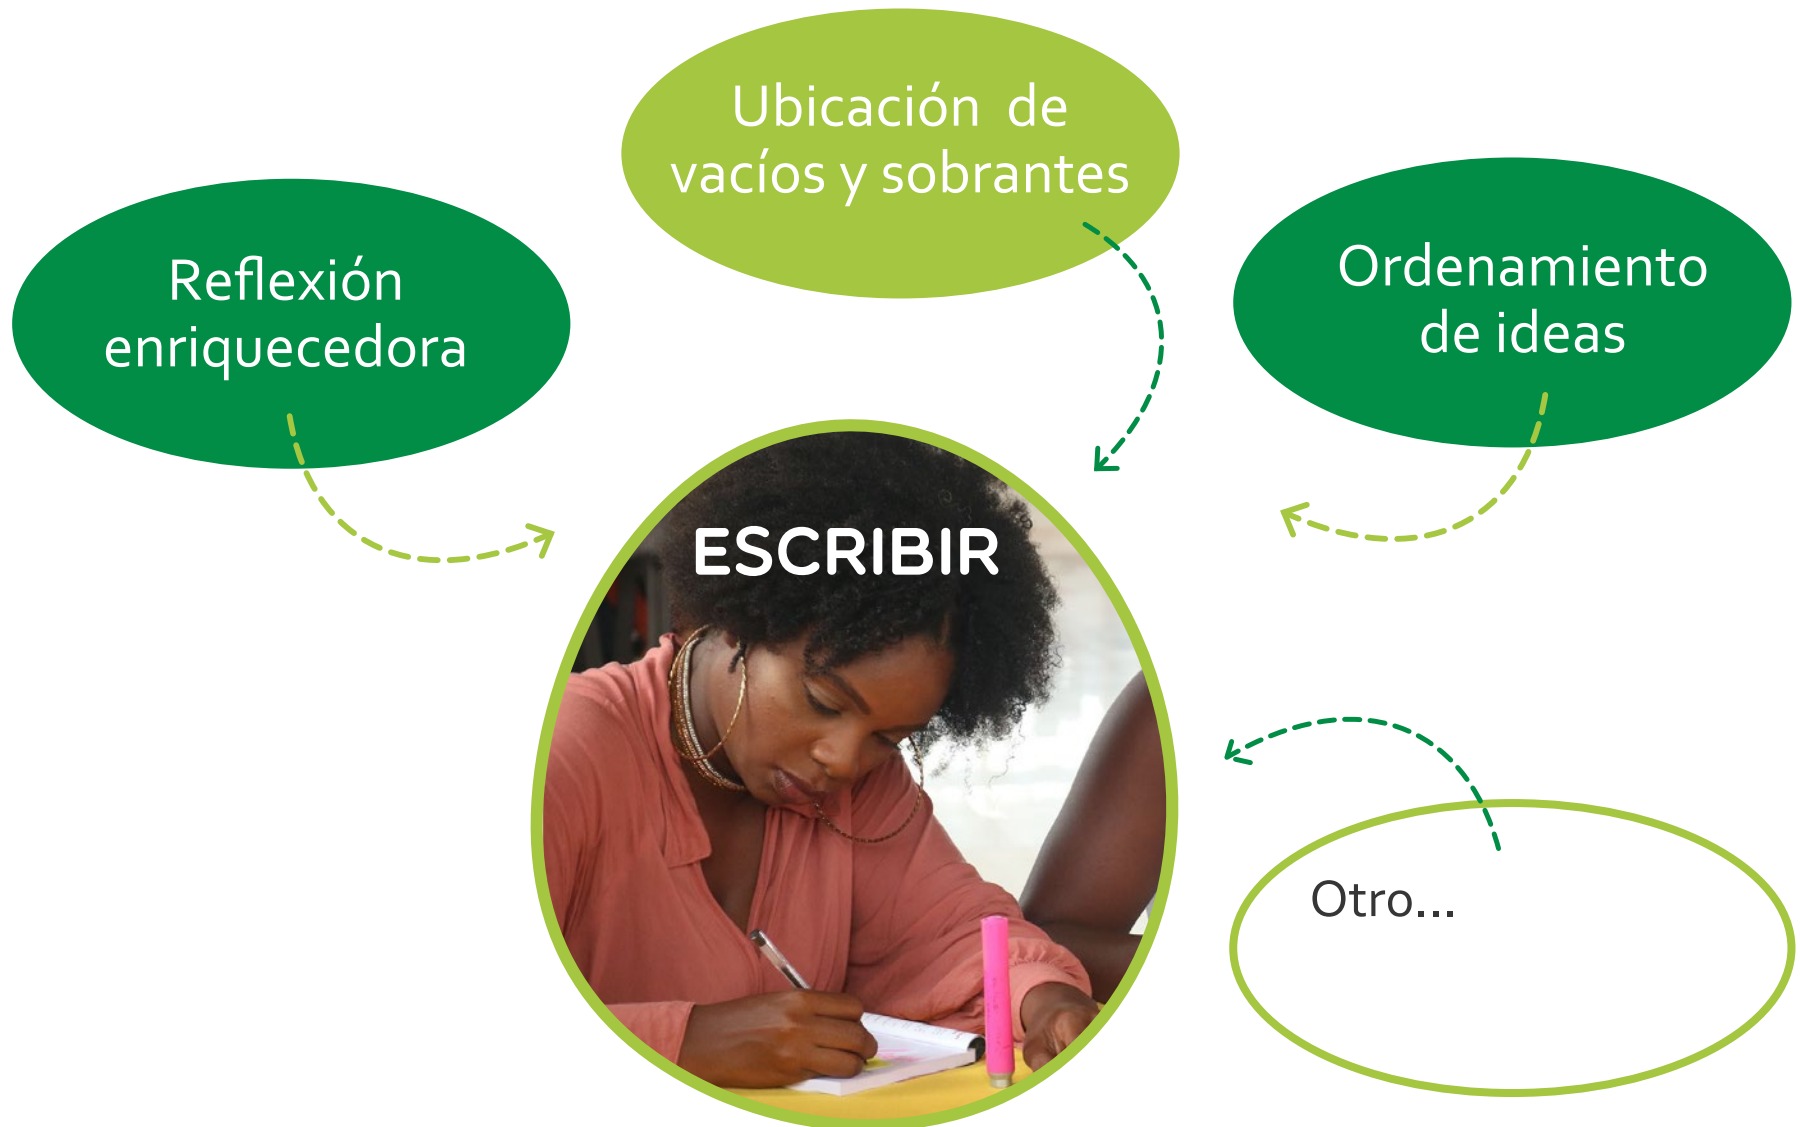 Ubicación de
vacíos y sobrantes
Reflexión
enriquecedora
Ordenamiento
de ideas
ESCRIBIR
Otro...